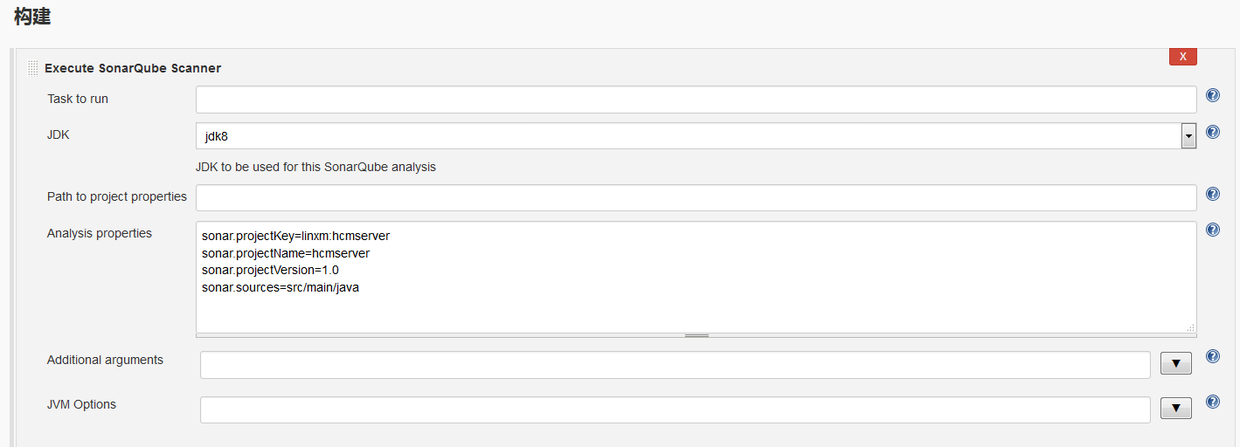 构建
Execute SonarQube Scanner
X
Task to run
JDK
jdk8
JDK to be used for this SonarQube analysis
Path to project properties
Analysis properties
sonar.projectKey=linxm:hcmserver
sonar.projectName=hcmserver
sonar.projectVersion=1.0
sonar.sources=src/main/java
Additional arguments
JVM Options